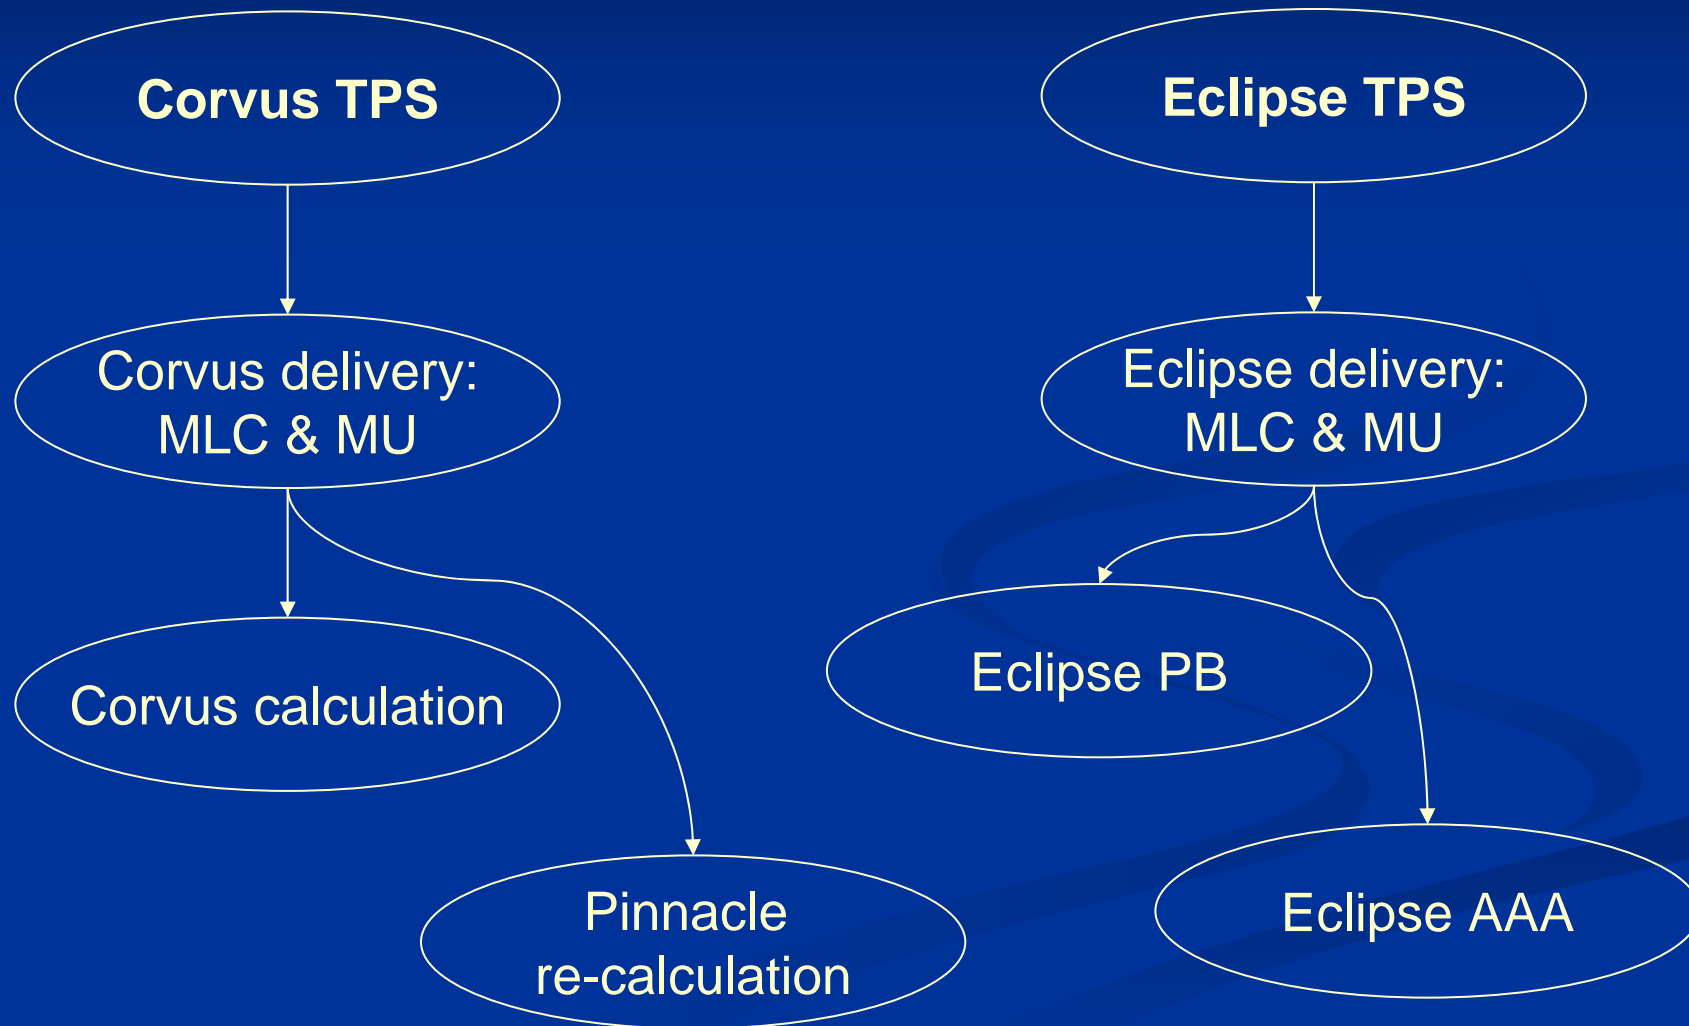 Corvus TPS
Eclipse TPS
Corvus delivery:
MLC & MU
Eclipse delivery:
MLC & MU
Corvus calculation
Eclipse PB
Pinnacle
re-calculation
Eclipse AAA